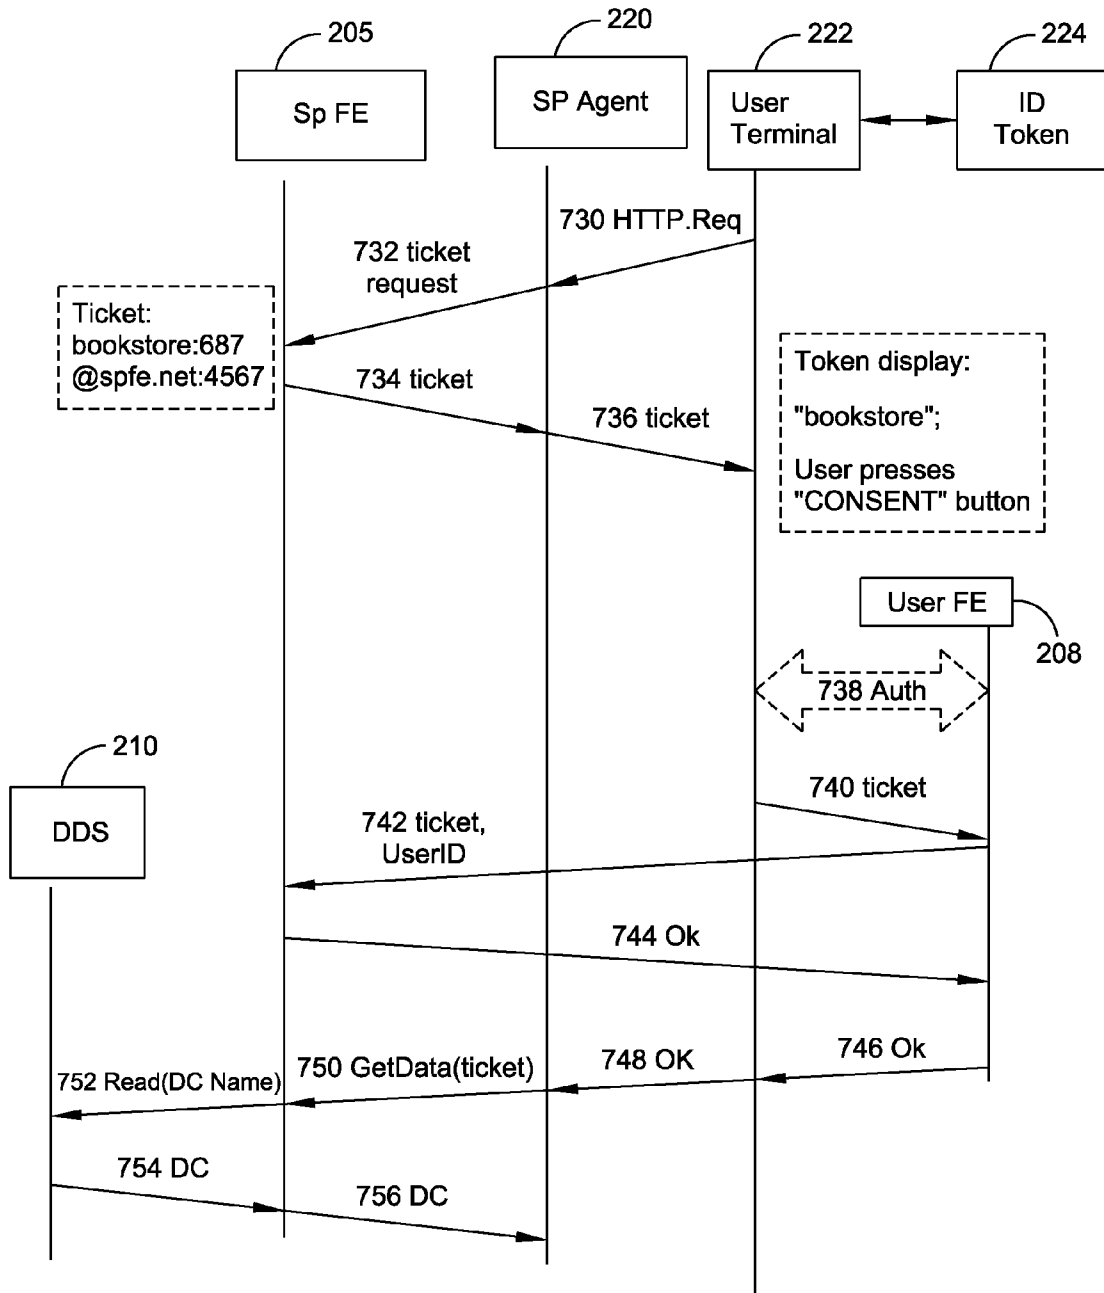 205
220
222
224
Sp FE
SP Agent
User
Terminal
ID
Token
730 HTTP.Req
732 ticket
request
Ticket:
bookstore:687
@spfe.net:4567
734 ticket
736 ticket
Token display:
"bookstore";
User presses
"CONSENT" button
User FE
208
738 Auth
210
DDS
740 ticket
742 ticket,
UserID
744 Ok
746 Ok
748 OK
750 GetData(ticket)
752 Read(DC Name)
754 DC
756 DC